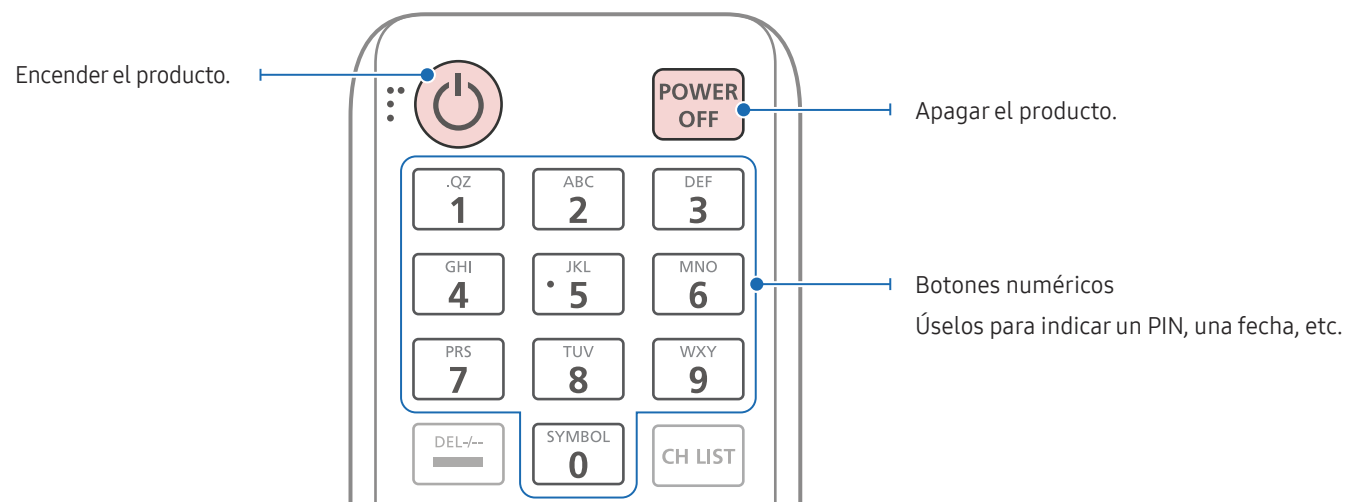 Encender el producto.
POWER
OFF
Apagar el producto.
.QZ
1
ABC
2
DEF
3
GHI
4
JKL
5
MNO
6
Botones numéricos
Úselos para indicar un PIN, una fecha, etc.
PRS
7
TUV
8
WXY
9
DEL-/--
SYMBOL
0
CH LIST